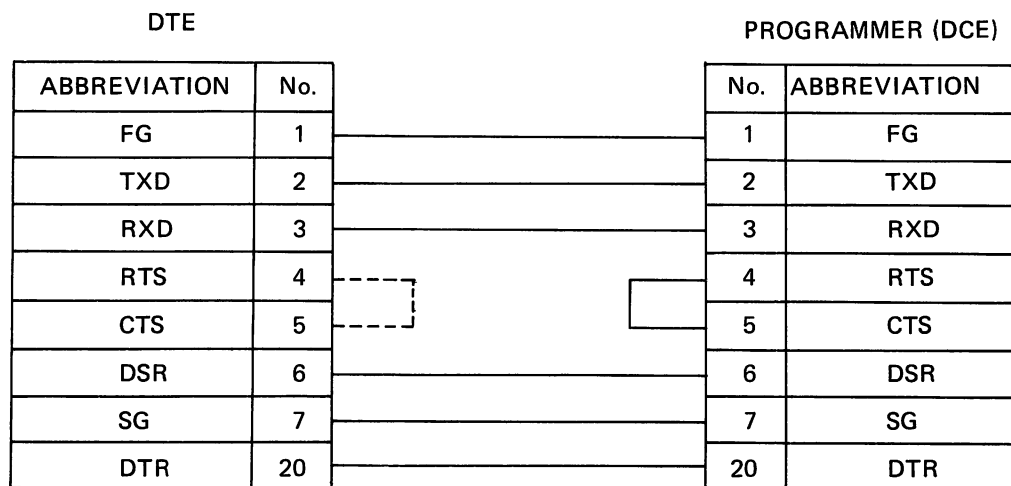 DTE
PROGRAMMER (DCE)
ABBREVIATION No. No. ABBREVIATION
FG 1 1 FG
TXD 2 2 TXD
RXD 3 3 RXD
RTS 4 4 RTS
CTS 5 5 CTS
DSR 6 6 DSR
SG 7 7 SG
DTR 20 20 DTR